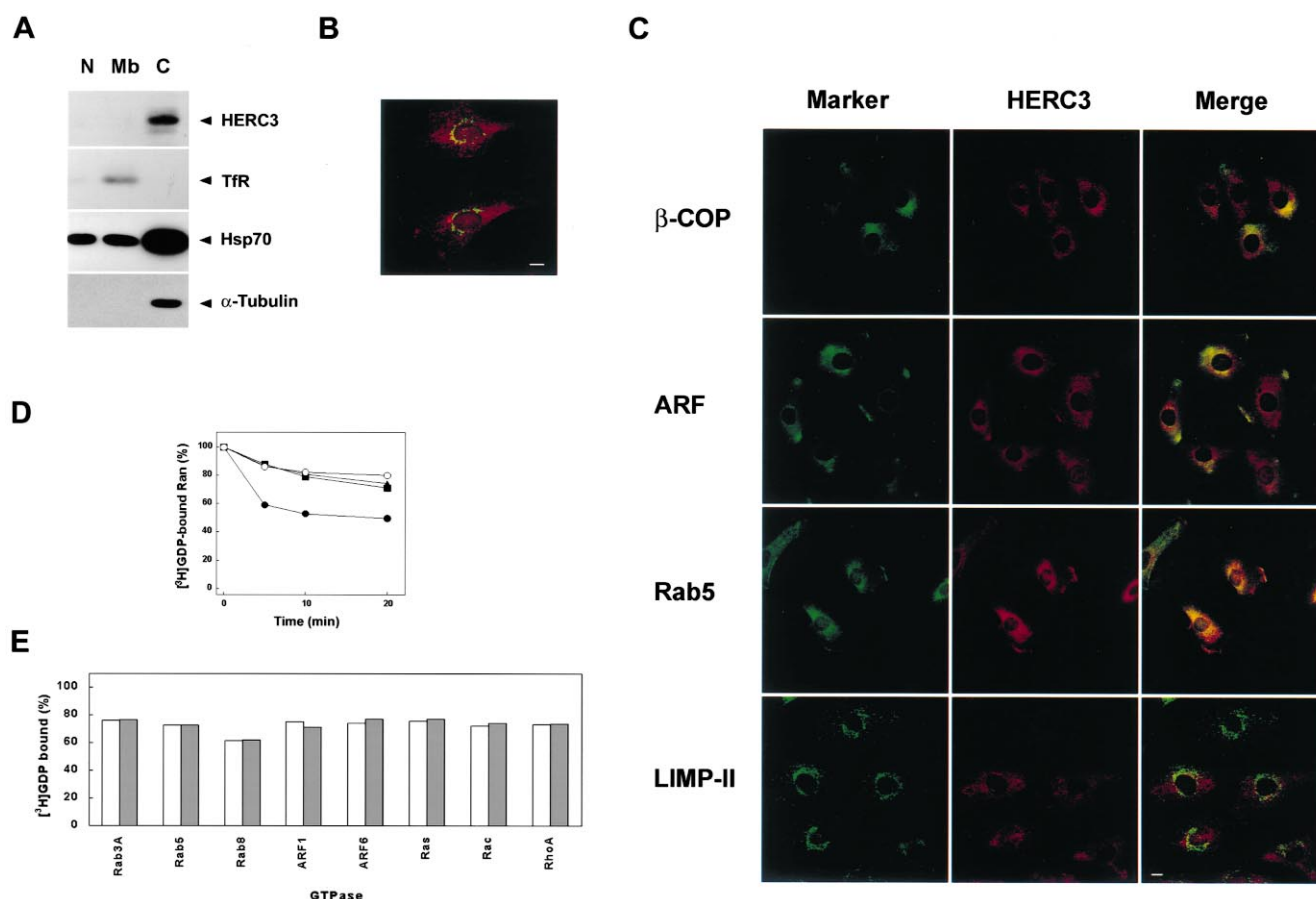 A
N Mb C
HERC3
TfR
Hsp70
α-Tubulin
B
C
Marker HERC3 Merge
β-COP
ARF
Rab5
LIMP-II
D
[³H]GDP-bound Ran (%)
100
80
60
40
20
0
0 10 20
Time (min)
E
[³H]GDP bound (%)
100
80
60
40
20
0
Rab3A Rab5 Rab8 ARF1 ARF6 Ras Rac RhoA
GTPase